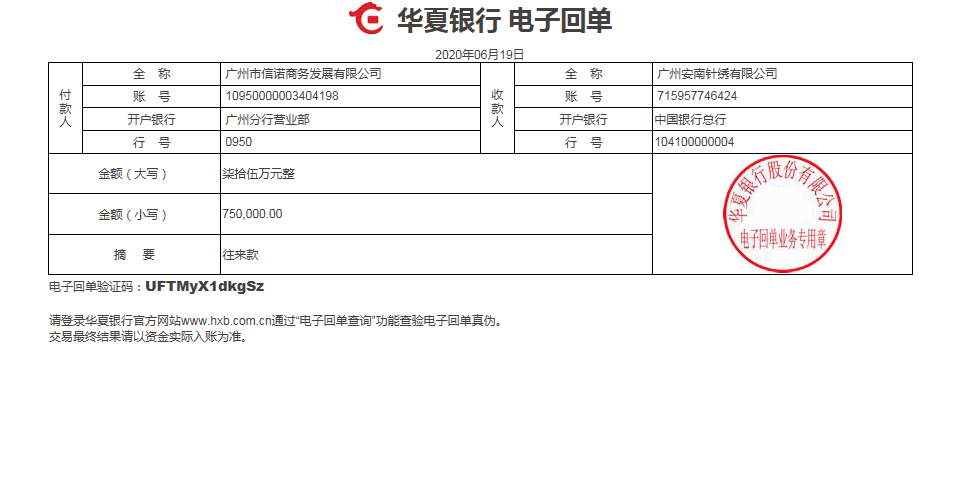 华夏银行 电子回单
2020年06月19日
付款人 全 称 广州市信诺商务发展有限公司 收款人 全 称 广州安南针绣有限公司
账 号 10950000003404198 账 号 715957746424
开户银行 广州分行营业部 开户银行 中国银行总行
行 号 0950 行 号 104100000004
金额(大写) 柒拾伍万元整
金额(小写) 750,000.00
摘 要 往来款
华夏银行股份有限公司
电子回单业务专用章
电子回单验证码：UFTMyX1dkgSz
请登录华夏银行官方网站www.hxb.com.cn通过“电子回单查询”功能查验电子回单真伪。
交易最终结果请以资金实际入账为准。